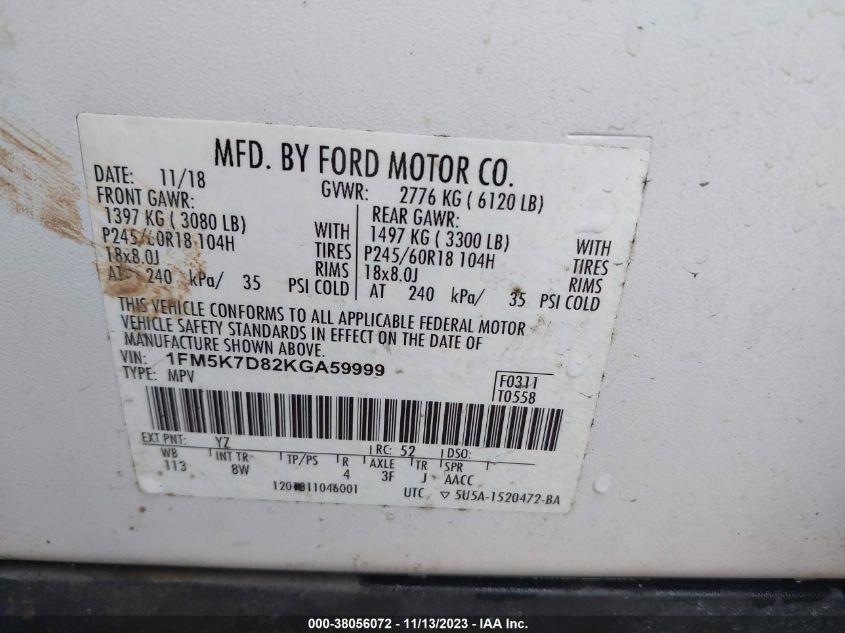 MFD. BY FORD MOTOR CO.
DATE: 11/18 GVWR: 2776 KG ( 6120 LB)
FRONT GAWR: REAR GAWR:
1397 KG ( 3080 LB) WITH 1497 KG ( 3300 LB) WITH
P245/60R18 104H TIRES P245/60R18 104H TIRES
18x8.0J RIMS 18x8.0J RIMS
AT 240 kPa/ 35 PSI COLD AT 240 kPa/ 35 PSI COLD
THIS VEHICLE CONFORMS TO ALL APPLICABLE FEDERAL MOTOR
VEHICLE SAFETY STANDARDS IN EFFECT ON THE DATE OF
MANUFACTURE SHOWN ABOVE.
VIN: 1FM5K7D82KGA59999
TYPE: MPV F0311
T0558
EXT PNT: YZ RC: 52 DSO:
WB INT TR TP/PS R AXLE TR SPR
113 8W 4 3F J AACC
UTC ▽ 5U5A-1520472-BA
000-38056072 - 11/13/2023 - IAA Inc.